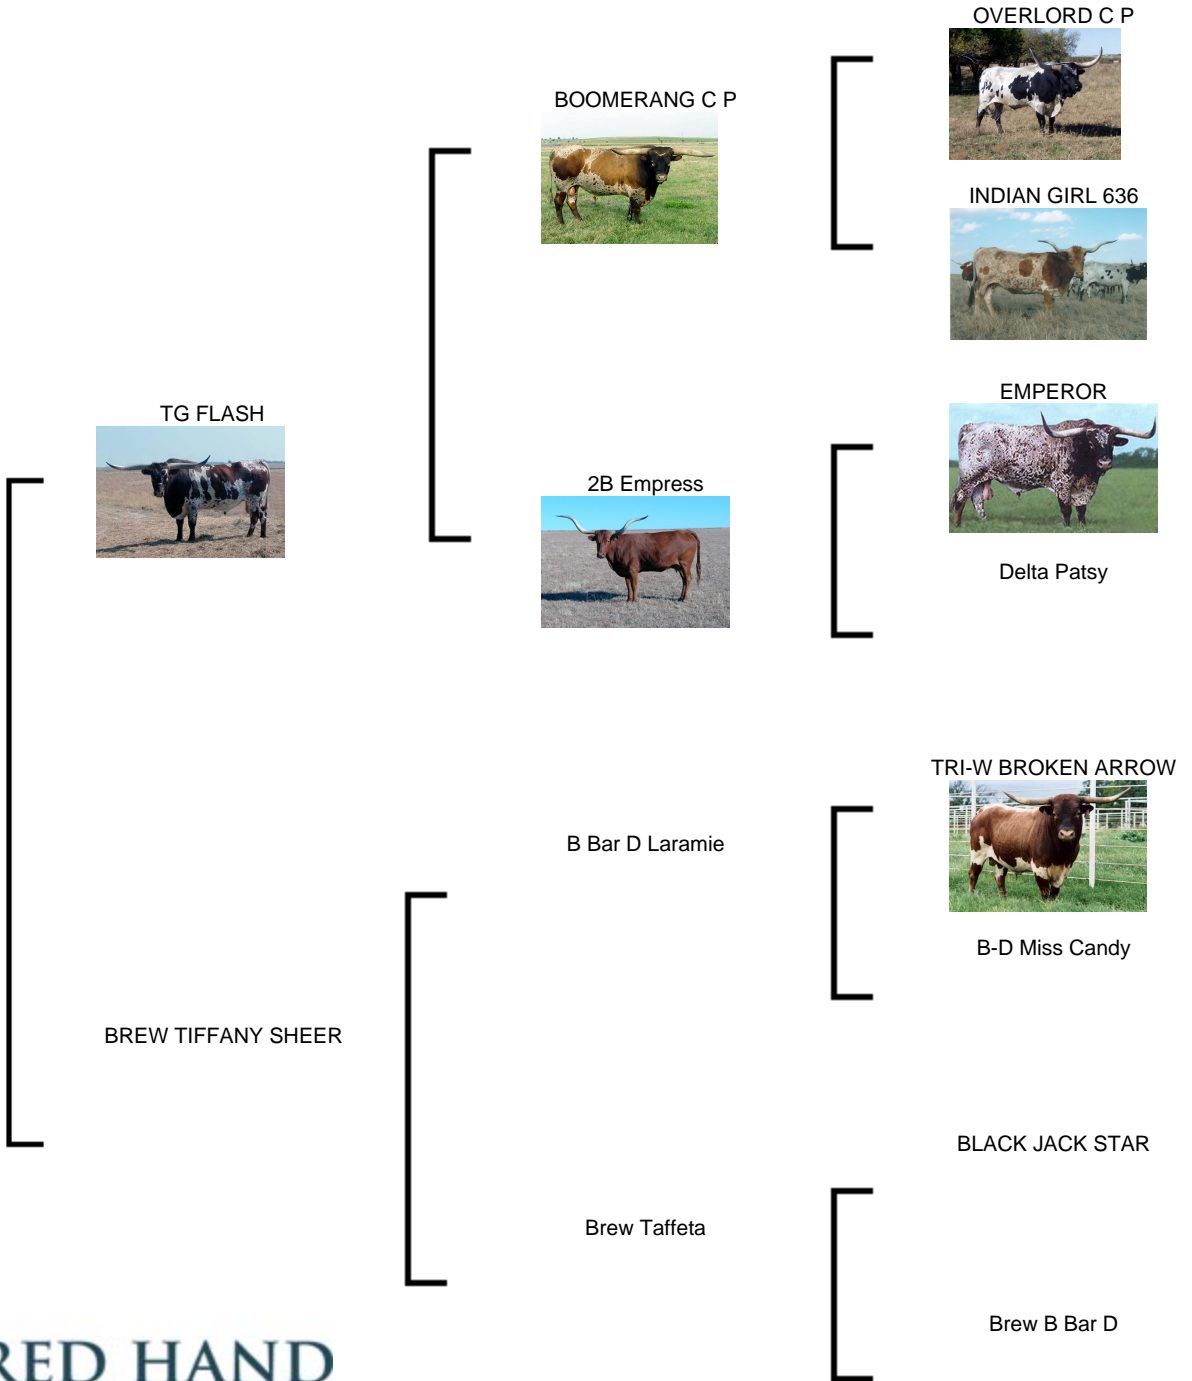 OVERLORD C P
BOOMERANG C P
INDIAN GIRL 636
EMPEROR
TG FLASH
2B Empress
Delta Patsy
TRI-W BROKEN ARROW
B Bar D Laramie
B-D Miss Candy
BREW TIFFANY SHEER
BLACK JACK STAR
Brew Taffeta
Brew B Bar D
RED HAND